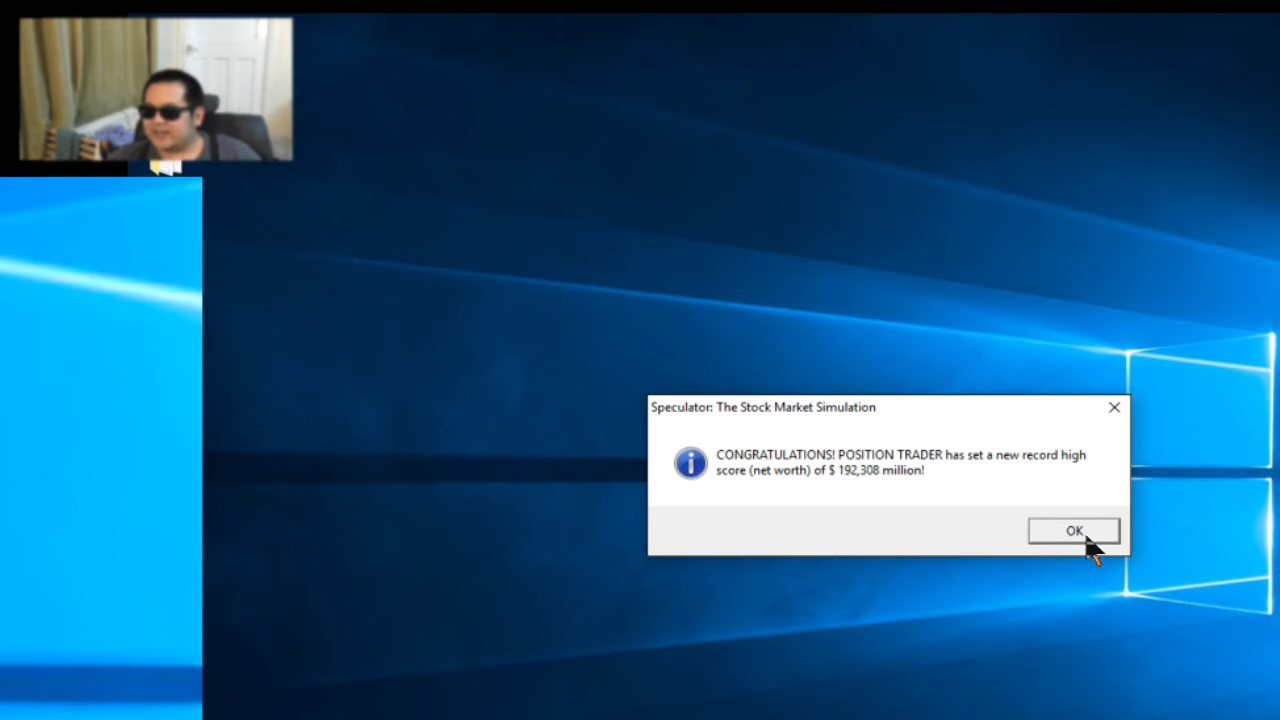 Speculator: The Stock Market Simulation
CONGRATULATIONS! POSITION TRADER has set a new record high
score (net worth) of $ 192,308 million!
OK